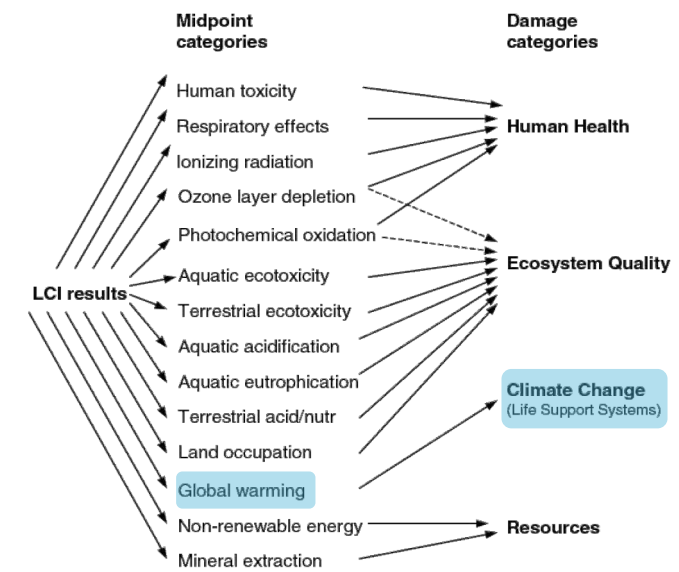 Midpoint
categories
Damage
categories
Human toxicity
Respiratory effects
Human Health
Ionizing radiation
Ozone layer depletion
Photochemical oxidation
Ecosystem Quality
Aquatic ecotoxicity
LCI results
Terrestrial ecotoxicity
Aquatic acidification
Aquatic eutrophication
Climate Change
(Life Support Systems)
Terrestrial acid/nutr
Land occupation
Global warming
Non-renewable energy
Resources
Mineral extraction